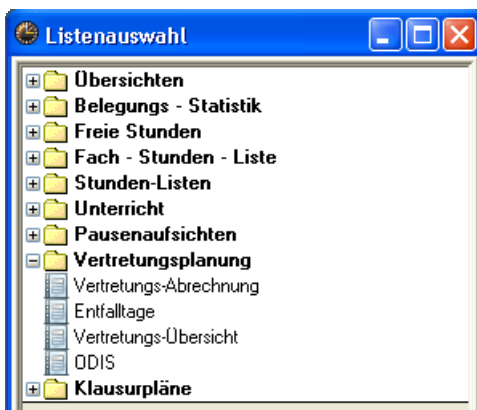 Listenauswahl
Übersichten
Belegungs - Statistik
Freie Stunden
Fach - Stunden - Liste
Stunden-Listen
Unterricht
Pausenaufsichten
Vertretungsplanung
Vertretungs-Abrechnung
Entfalltage
Vertretungs-Übersicht
ODIS
Klausurpläne